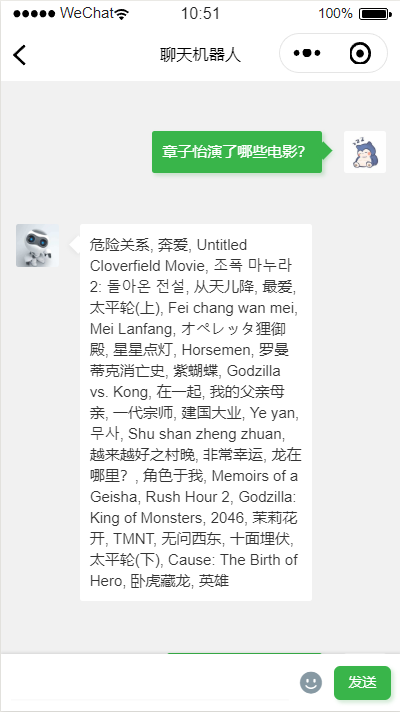 WeChat 10:51 100%
聊天机器人
章子怡演了哪些电影?
危险关系, 奔爱, Untitled
Cloverfield Movie, 조폭 마누라
2: 돌아온 전설, 从天儿降, 最爱,
太平轮(上), Fei chang wan mei,
Mei Lanfang, オペレッタ狸御
殿, 星星点灯, Horsemen, 罗曼
蒂克消亡史, 紫蝴蝶, Godzilla
vs. Kong, 在一起, 我的父亲母
亲, 一代宗师, 建国大业, Ye yan,
무사, Shu shan zheng zhuan,
越来越好之村晚, 非常幸运, 龙在
哪里？, 角色于我, Memoirs of a
Geisha, Rush Hour 2, Godzilla:
King of Monsters, 2046, 茉莉花
开, TMNT, 无问西东, 十面埋伏,
太平轮(下), Cause: The Birth of
Hero, 卧虎藏龙, 英雄
发送